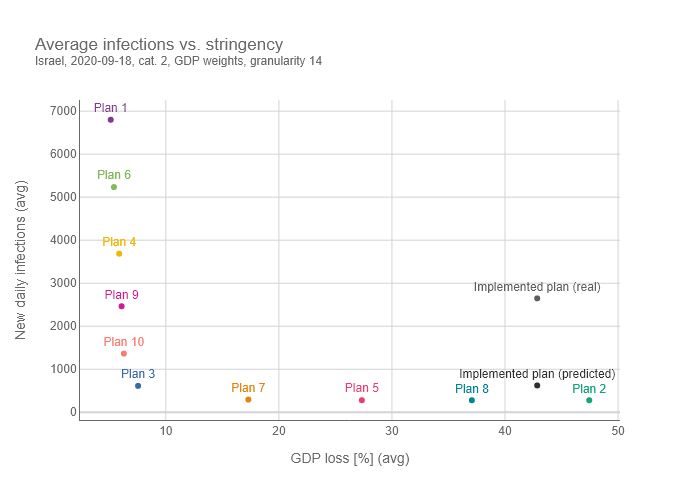 Average infections vs. stringency
Israel, 2020-09-18, cat. 2, GDP weights, granularity 14
New daily infections (avg)
7000
6000
5000
4000
3000
2000
1000
0
Plan 1
Plan 6
Plan 4
Plan 9
Implemented plan (real)
Plan 10
Plan 3
Implemented plan (predicted)
Plan 7
Plan 5
Plan 8
Plan 2
10
20
30
40
50
GDP loss [%] (avg)